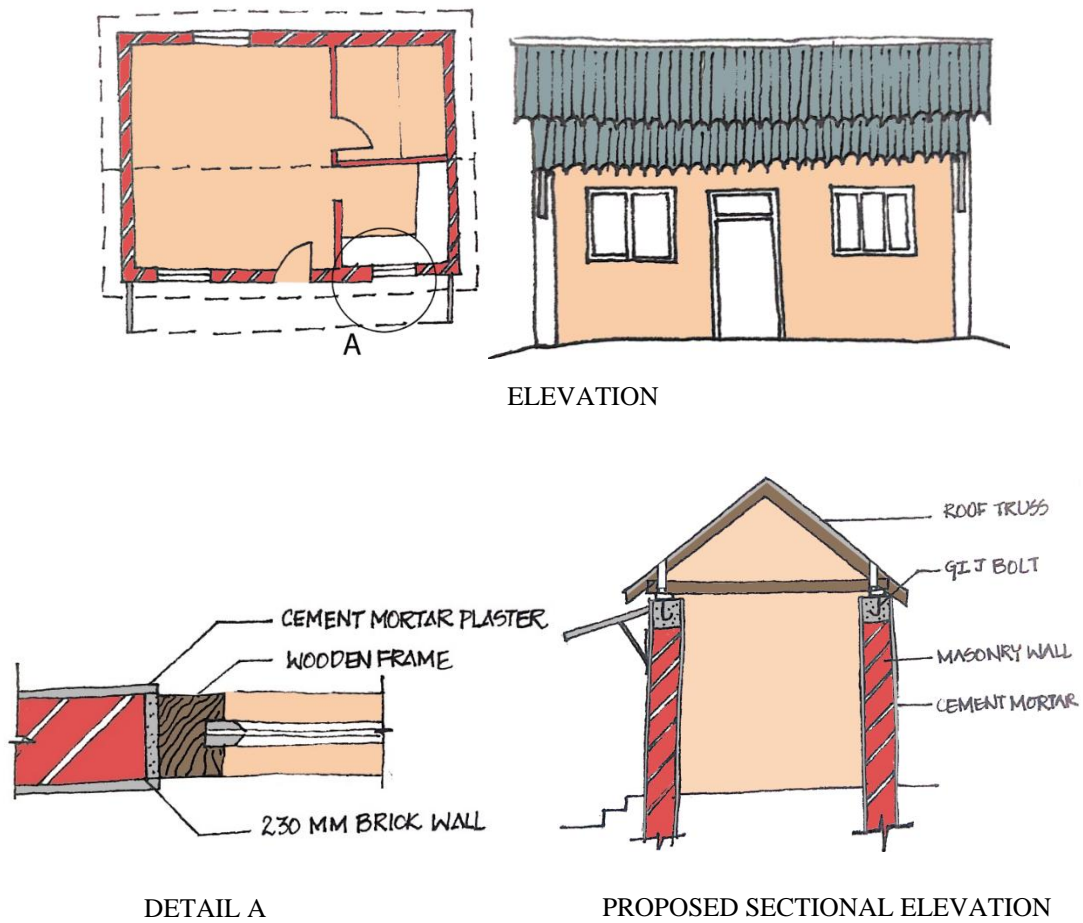 A
ELEVATION
CEMENT MORTAR PLASTER
WOODEN FRAME
230 MM BRICK WALL
DETAIL A
ROOF TRUSS
GI J BOLT
MASONRY WALL
CEMENT MORTAR
PROPOSED SECTIONAL ELEVATION